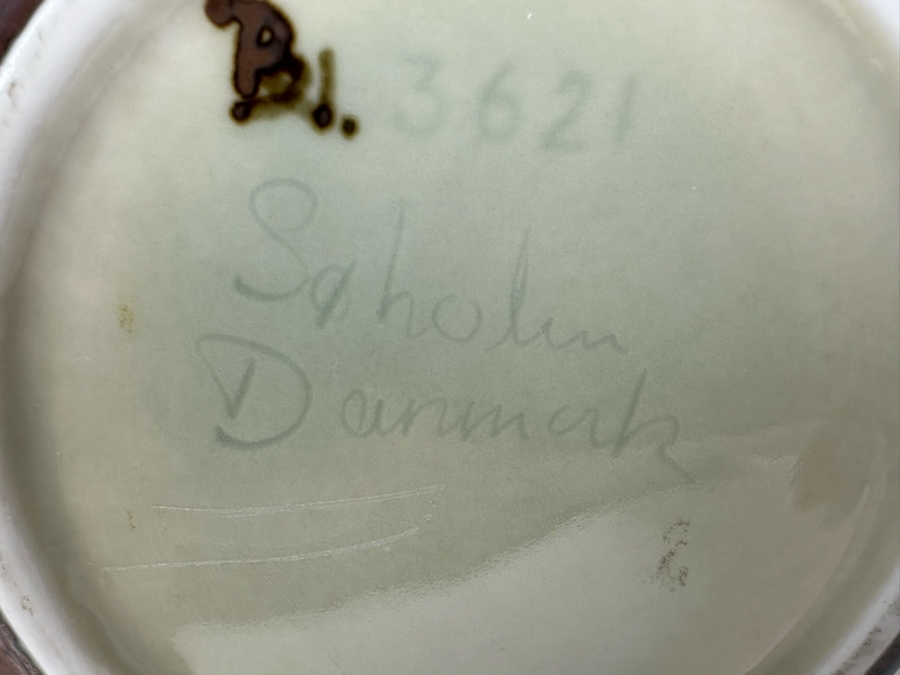 B. 3621
Søholm
Danmark